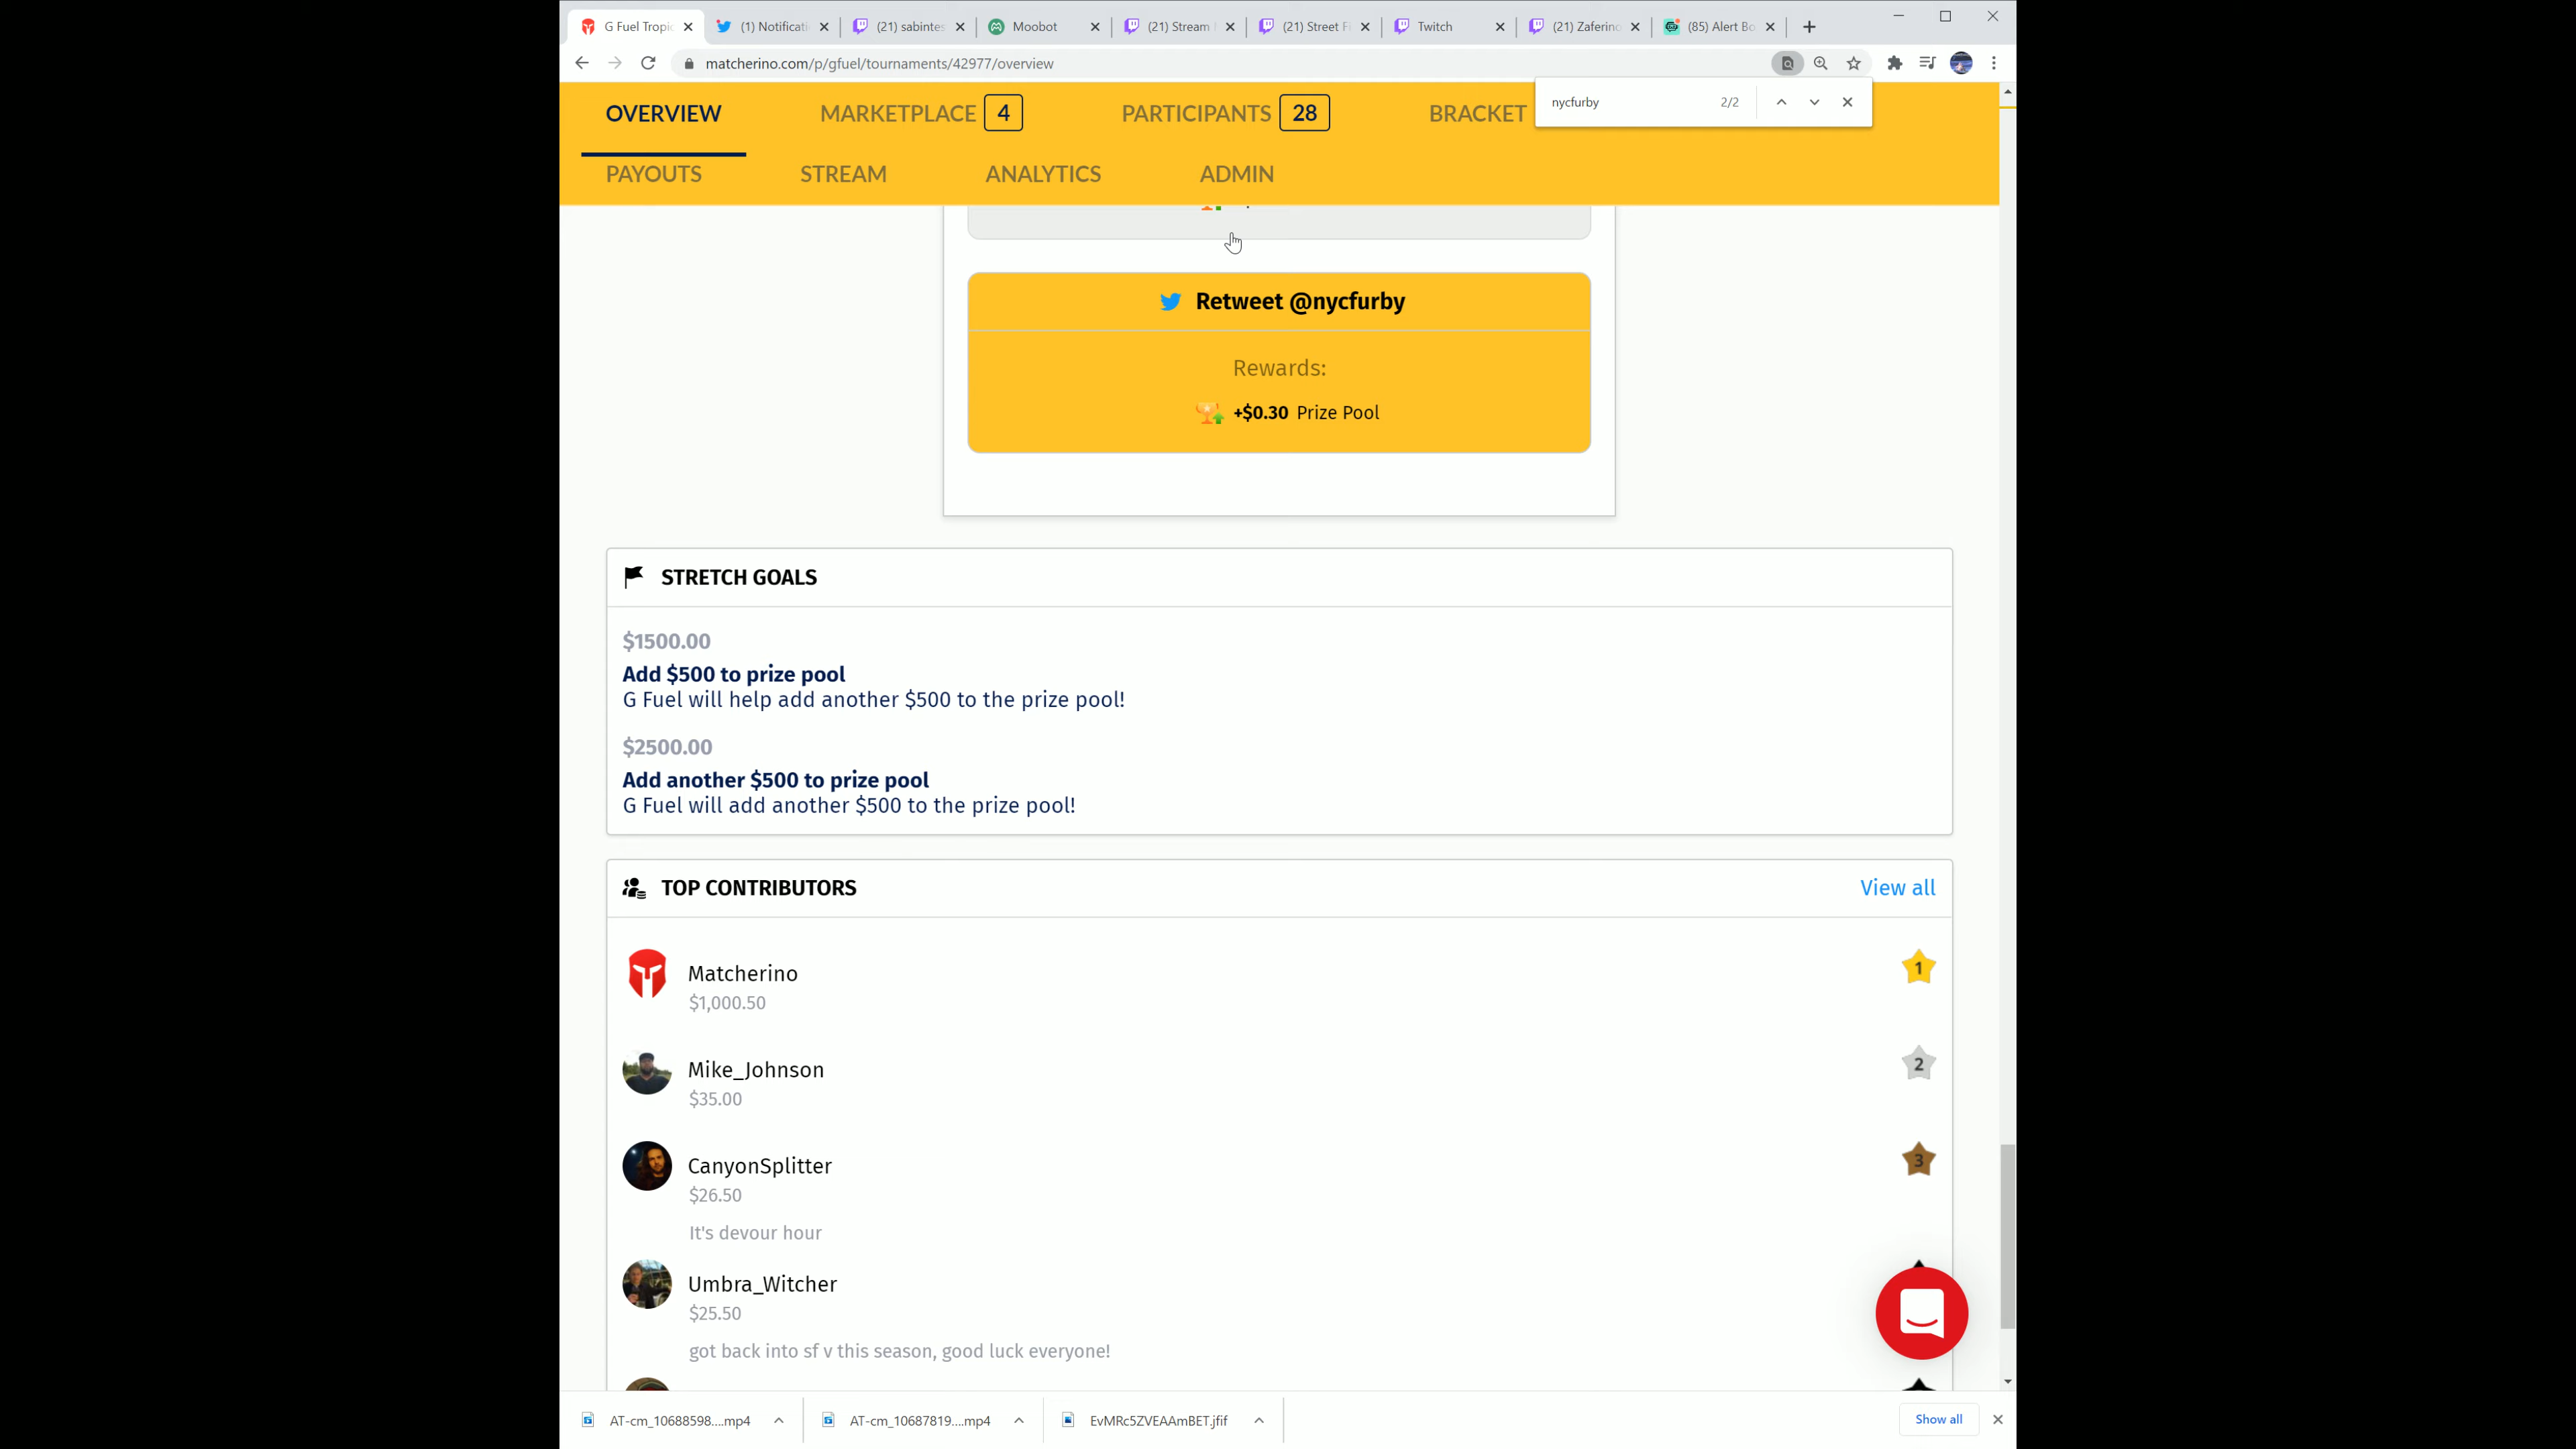 G Fuel Tropic
(1) Notificati
(21) sabintes
Moobot
(21) Stream
(21) Street Fi
Twitch
(21) Zaferino
(85) Alert Bo
matcherino.com/p/gfuel/tournaments/42977/overview
nycfurby 2/2
OVERVIEW
MARKETPLACE 4
PARTICIPANTS 28
BRACKET
PAYOUTS
STREAM
ANALYTICS
ADMIN
Retweet @nycfurby
Rewards:
+$0.30 Prize Pool
STRETCH GOALS
$1500.00
Add $500 to prize pool
G Fuel will help add another $500 to the prize pool!
$2500.00
Add another $500 to prize pool
G Fuel will add another $500 to the prize pool!
TOP CONTRIBUTORS
View all
Matcherino
$1,000.50
1
Mike_Johnson
$35.00
2
CanyonSplitter
$26.50
3
It's devour hour
Umbra_Witcher
$25.50
got back into sf v this season, good luck everyone!
AT-cm_10688598....mp4
AT-cm_10687819....mp4
EvMRc5ZVEAAmBET.jfif
Show all